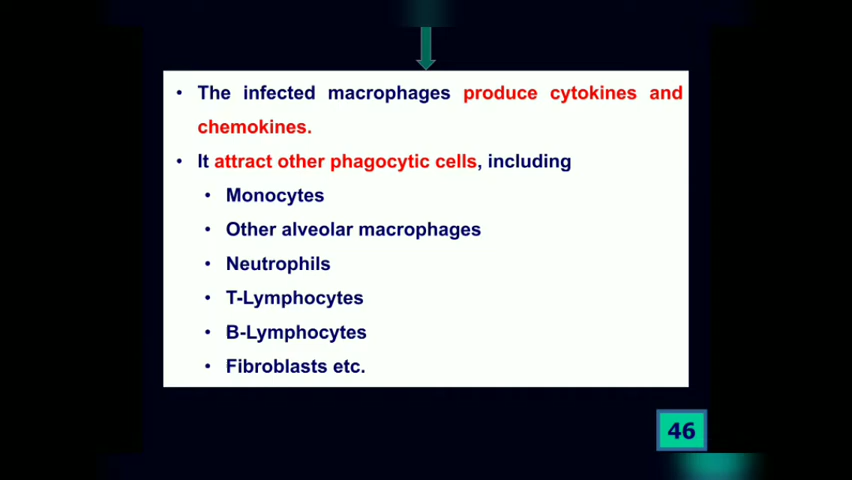 • The infected macrophages produce cytokines and
chemokines.
• It attract other phagocytic cells, including
• Monocytes
• Other alveolar macrophages
• Neutrophils
• T-Lymphocytes
• B-Lymphocytes
• Fibroblasts etc.
46